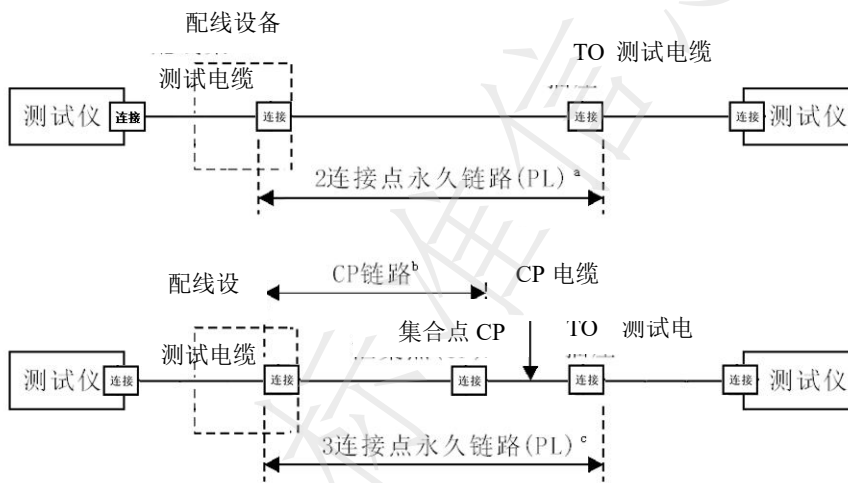 配线设备
测试电缆
TO 测试电缆
测试仪 连接 连接 连接 连接 测试仪
2连接点永久链路(PL) a
CP链路b
CP 电缆
配线设
集合点 CP
TO 测试电
测试电缆
测试仪 连接 连接 连接 连接 连接 测试仪
3连接点永久链路(PL) c
标准信